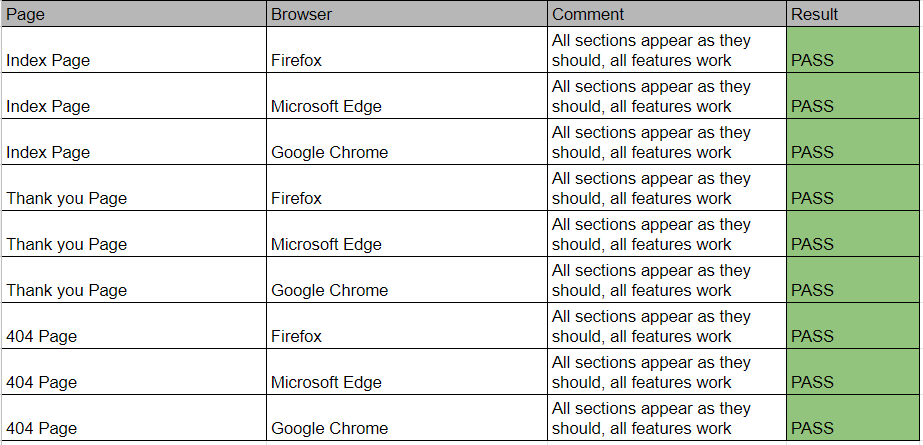 Page Browser Comment Result
All sections appear as they
Index Page Firefox should, all features work PASS
All sections appear as they
Index Page Microsoft Edge should, all features work PASS
All sections appear as they
Index Page Google Chrome should, all features work PASS
All sections appear as they
Thank you Page Firefox should, all features work PASS
All sections appear as they
Thank you Page Microsoft Edge should, all features work PASS
All sections appear as they
Thank you Page Google Chrome should, all features work PASS
All sections appear as they
404 Page Firefox should, all features work PASS
All sections appear as they
404 Page Microsoft Edge should, all features work PASS
All sections appear as they
404 Page Google Chrome should, all features work PASS